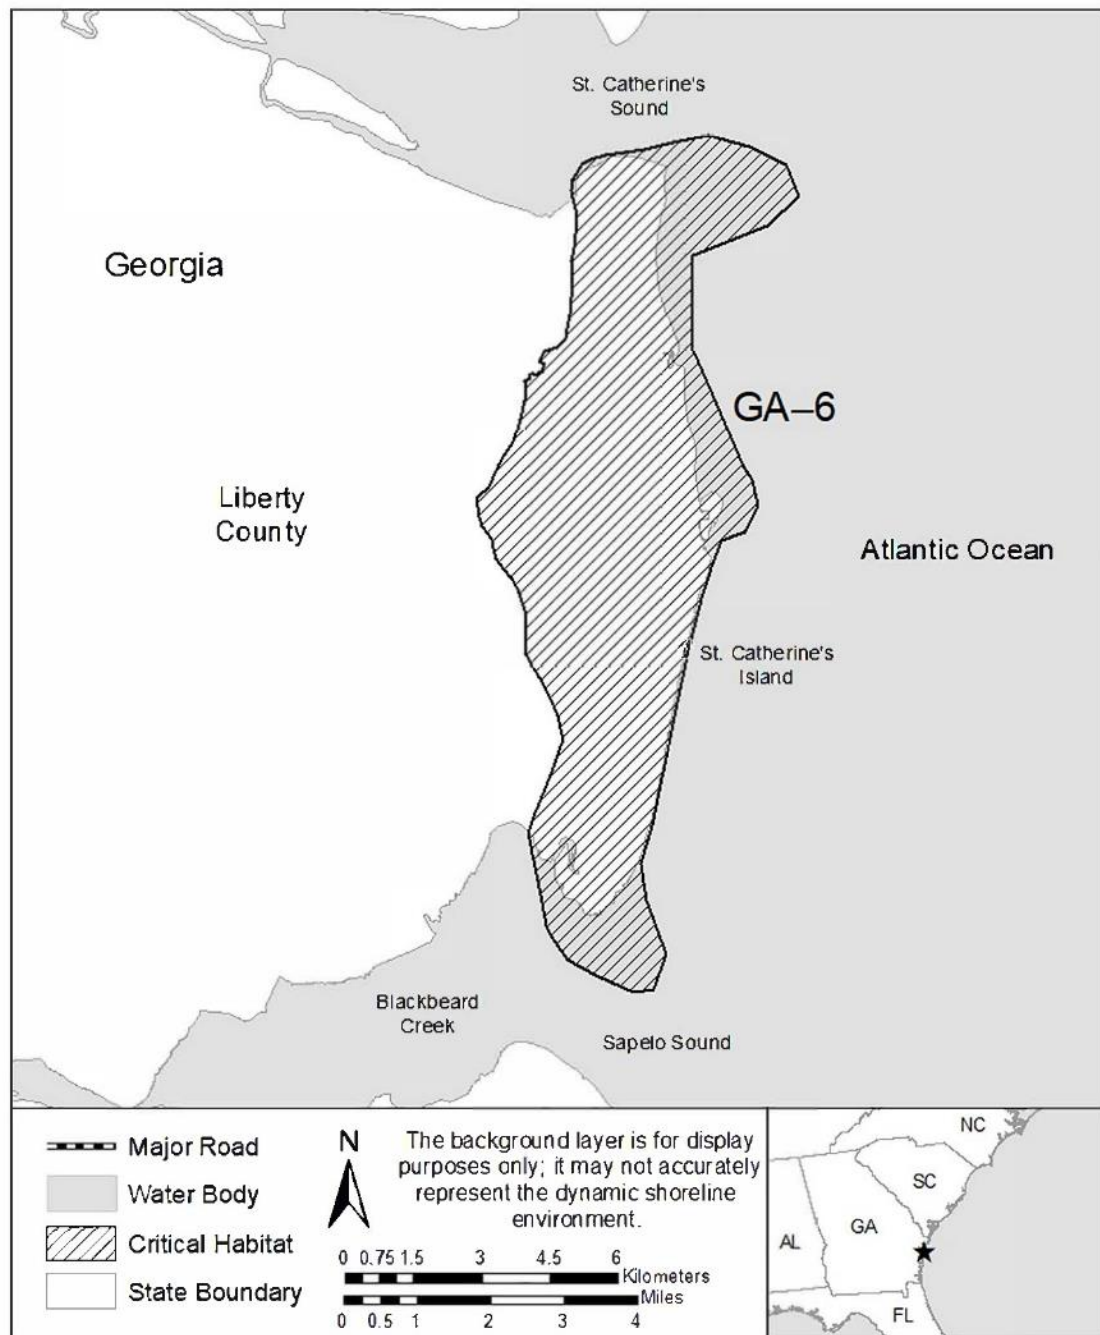 St. Catherine's
Sound
Georgia
GA–6
Liberty
County
Atlantic Ocean
St. Catherine's
Island
Blackbeard
Creek
Sapelo Sound
Major Road
Water Body
Critical Habitat
State Boundary
N
The background layer is for display
purposes only; it may not accurately
represent the dynamic shoreline
environment.
0 0.75 1.5 3 4.5 6
Kilometers
Miles
0 0.5 1 2 3 4
NC
SC
GA
AL
FL